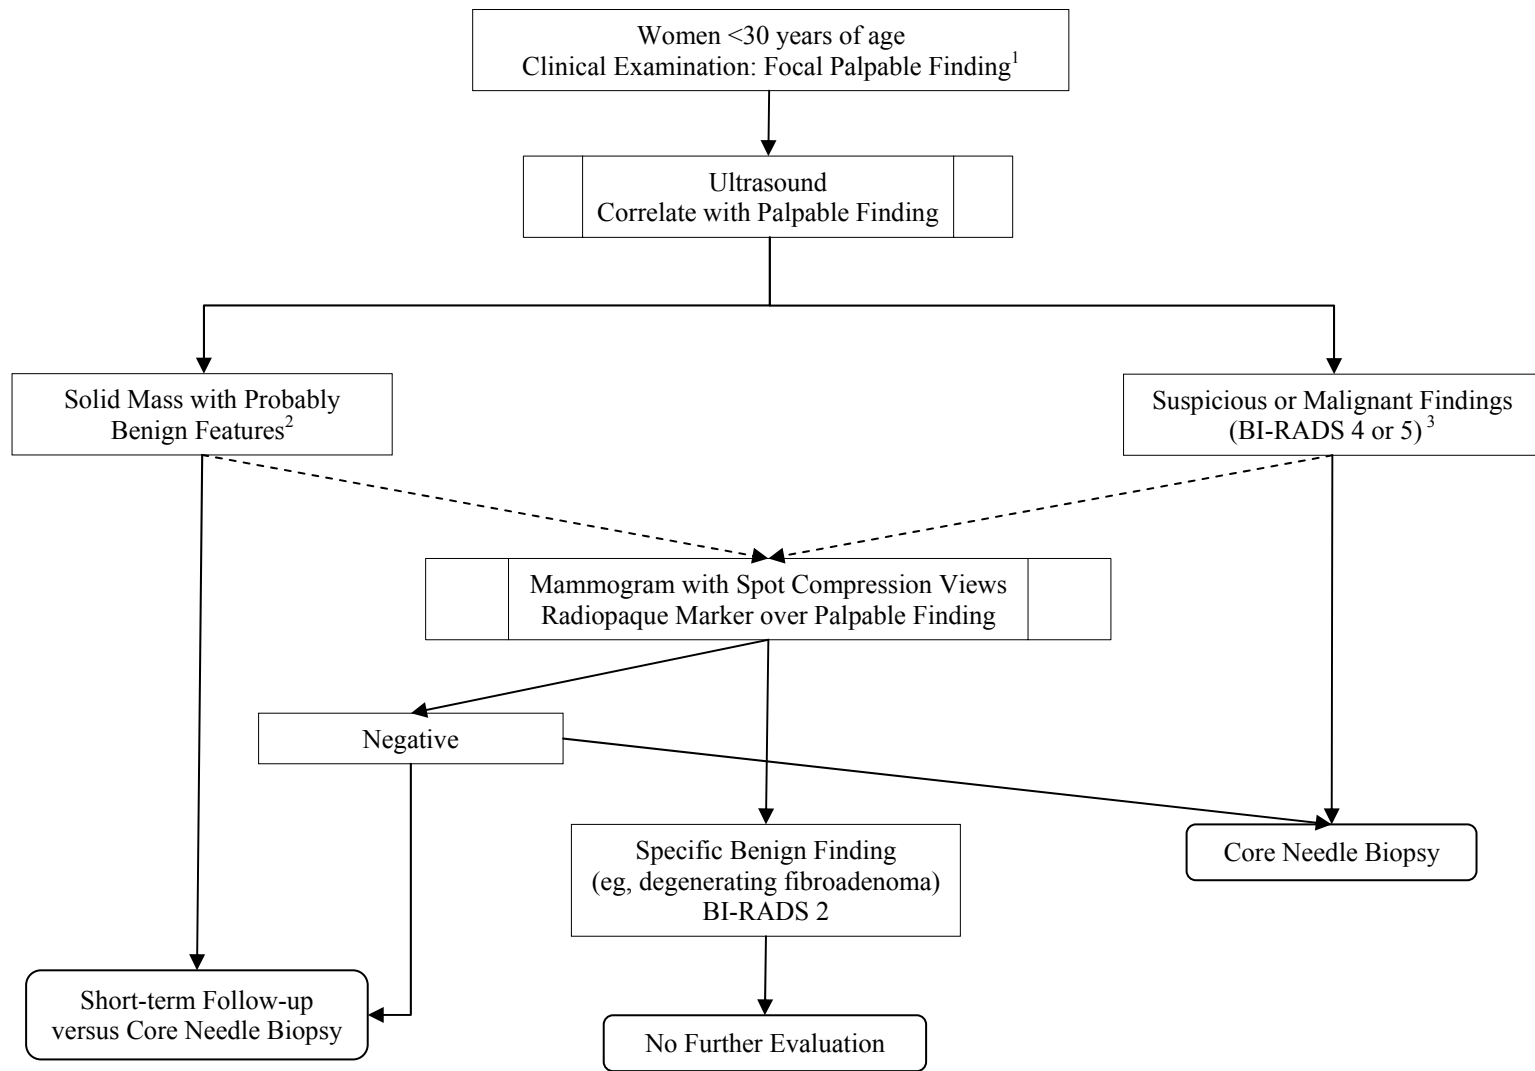 Women <30 years of age
Clinical Examination: Focal Palpable Finding¹
Ultrasound
Correlate with Palpable Finding
Solid Mass with Probably
Benign Features²
Suspicious or Malignant Findings
(BI-RADS 4 or 5)³
Mammogram with Spot Compression Views
Radiopaque Marker over Palpable Finding
Negative
Specific Benign Finding
(eg, degenerating fibroadenoma)
BI-RADS 2
Core Needle Biopsy
Short-term Follow-up
versus Core Needle Biopsy
No Further Evaluation